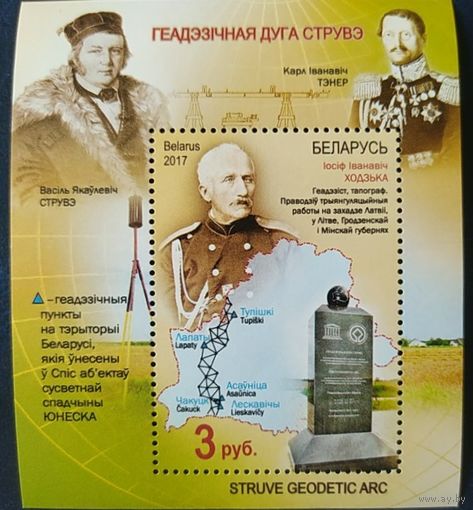 ГЕАДЭЗІЧНАЯ ДУГА СТРУВЭ
Карл Іванавіч
ТЭНЕР
Васіль Якаўлевіч
СТРУВЭ
Belarus
2017
БЕЛАРУСЬ
Іосіф Іванавіч
ХОДЗЬКА
Геадэзіст, тапограф.
Праводзіў трыянгуляцыйныя
работы на захадзе Латвіі,
у Літве, Гродзенскай
і Мінскай губернях
–геадэзічныя
пункты
на тэрыторыі
Беларусі,
якія ўнесены
ў Спіс аб'ектаў
сусветнай
спадчыны
ЮНЕСКА
Тупішкі
Tupiški
Лапаты
Lapaty
Асаўніца
Asaŭnica
Чакуцк
Čakuck
Лескавічы
Lieskavičy
3 руб.
STRUVE GEODETIC ARC
www.ay.by